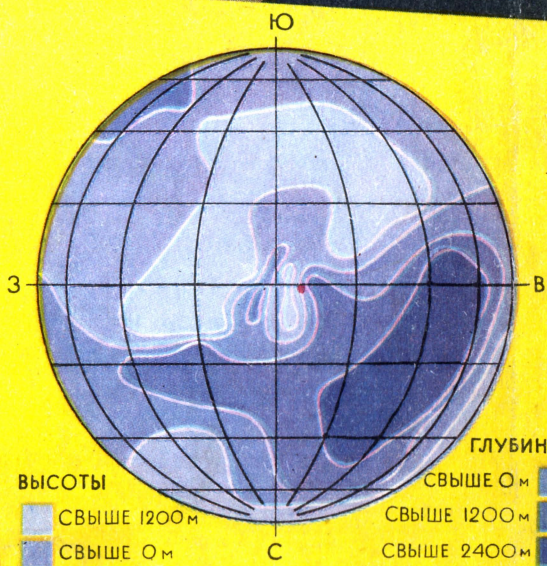 Ю
З
В
С
ВЫСОТЫ
СВЫШЕ 1200 м
СВЫШЕ 0 м
ГЛУБИН
СВЫШЕ 0 м
СВЫШЕ 1200 м
СВЫШЕ 2400 м